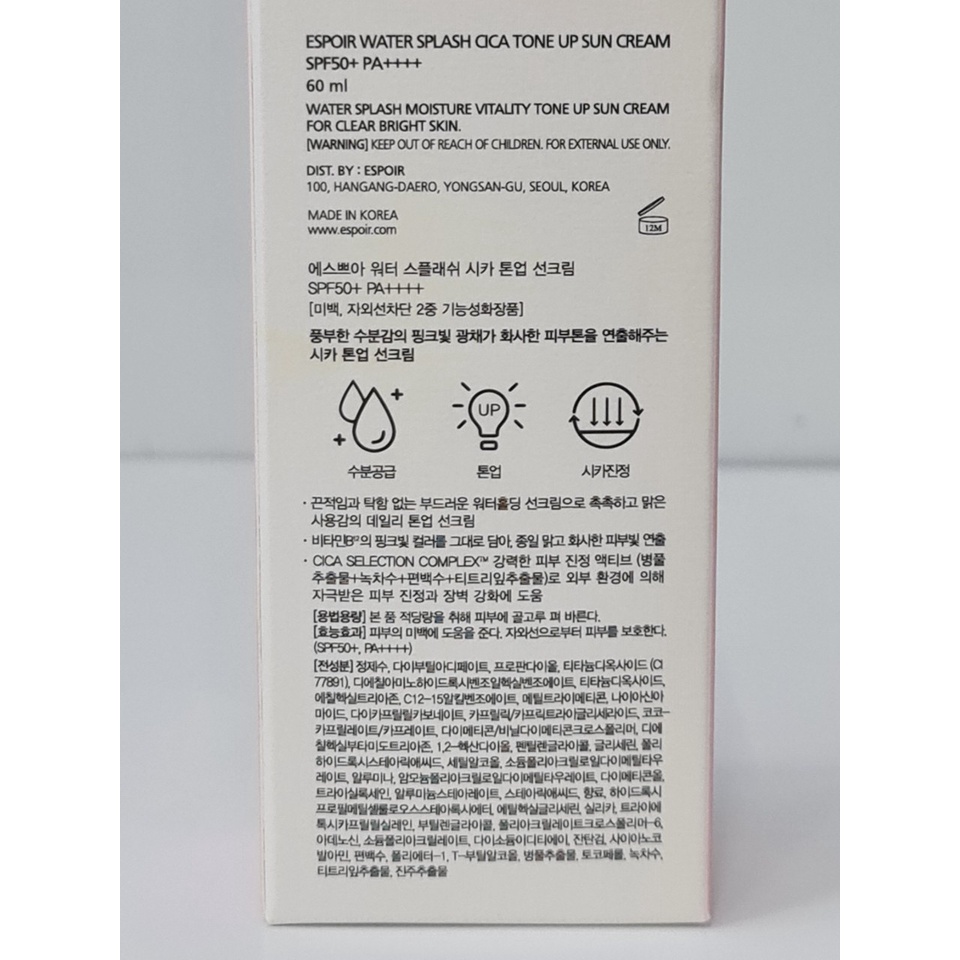 ESPOIR WATER SPLASH CICA TONE UP SUN CREAM
SPF50+ PA++++
60 ml
WATER SPLASH MOISTURE VITALITY TONE UP SUN CREAM
FOR CLEAR BRIGHT SKIN.
[WARNING] KEEP OUT OF REACH OF CHILDREN. FOR EXTERNAL USE ONLY.
DIST. BY : ESPOIR
100, HANGANG-DAERO, YONGSAN-GU, SEOUL, KOREA
MADE IN KOREA
www.espoir.com
12M
에스쁘아 워터 스플래쉬 시카 톤업 선크림
SPF50+ PA++++
[미백, 자외선차단 2중 기능성화장품]
풍부한 수분감의 핑크빛 광채가 화사한 피부톤을 연출해주는
시카 톤업 선크림
UP
수분공급 톤업 시카진정
· 끈적임과 탁함 없는 부드러운 워터홀딩 선크림으로 촉촉하고 맑은
사용감의 데일리 톤업 선크림
· 비타민B¹²의 핑크빛 컬러를 그대로 담아, 종일 맑고 화사한 피부빛 연출
· CICA SELECTION COMPLEX™ 강력한 피부 진정 액티브 (병풀
추출물+녹차수+편백수+티트리잎추출물)로 외부 환경에 의해
자극받은 피부 진정과 장벽 강화에 도움
[용법용량] 본 품 적당량을 취해 피부에 골고루 펴 바른다.
[효능효과] 피부의 미백에 도움을 준다. 자외선으로부터 피부를 보호한다.
(SPF50+, PA++++)
[전성분] 정제수, 다이부틸아디페이트, 프로판다이올, 티타늄디옥사이드 (CI
77891), 디에칠아미노하이드록시벤조일헥실벤조에이트, 티타늄디옥사이드,
에칠헥실트리아존, C12-15알킬벤조에이트, 메틸트라이메티콘, 나이아신아
마이드, 다이카프릴릴카보네이트, 카프릴릭/카프릭트라이글리세라이드, 코코-
카프릴레이트/카프레이트, 다이메티콘/비닐다이메티콘크로스폴리머, 디에
칠헥실부타미도트리아존, 1,2-헥산다이올, 펜틸렌글라이콜, 글리세린, 폴리
하이드록시스테아릭애씨드, 세틸알코올, 소듐폴리아크릴로일다이메틸타우
레이트, 알루미나, 암모늄폴리아크릴로일다이메틸타우레이트, 다이메티콘올,
트라이실록세인, 알루미늄스테아레이트, 스테아릭애씨드, 향료, 하이드록시
프로필메틸셀룰로오스스테아록시에터, 에틸헥실글리세린, 실리카, 트라이에
톡시카프릴릴실레인, 부틸렌글라이콜, 폴리아크릴레이트크로스폴리머-6,
아데노신, 소듐폴리아크릴레이트, 다이소듐이디티에이, 잔탄검, 사이아노코
발아민, 편백수, 폴리에터-1, T-부틸알코올, 병풀추출물, 토코페롤, 녹차수,
티트리잎추출물, 진주추출물